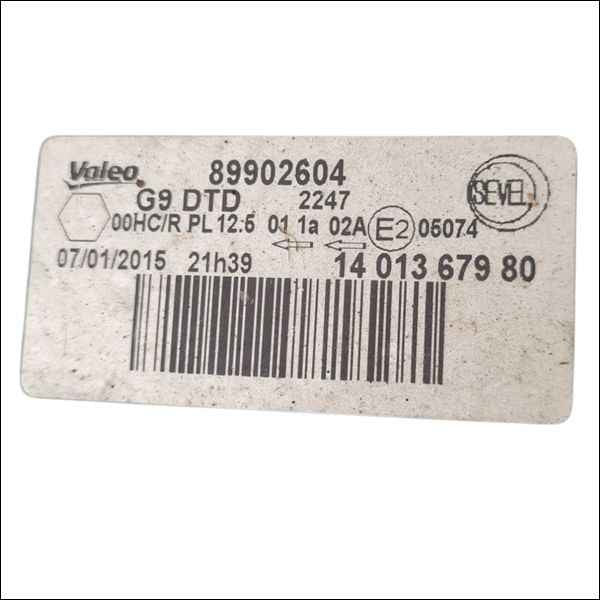 Valeo 89902604 SEVEL
G9 DTD 2247
00HC/R PL 12.5 01 1a 02A E2 05074
07/01/2015 21h39 14 013 679 80